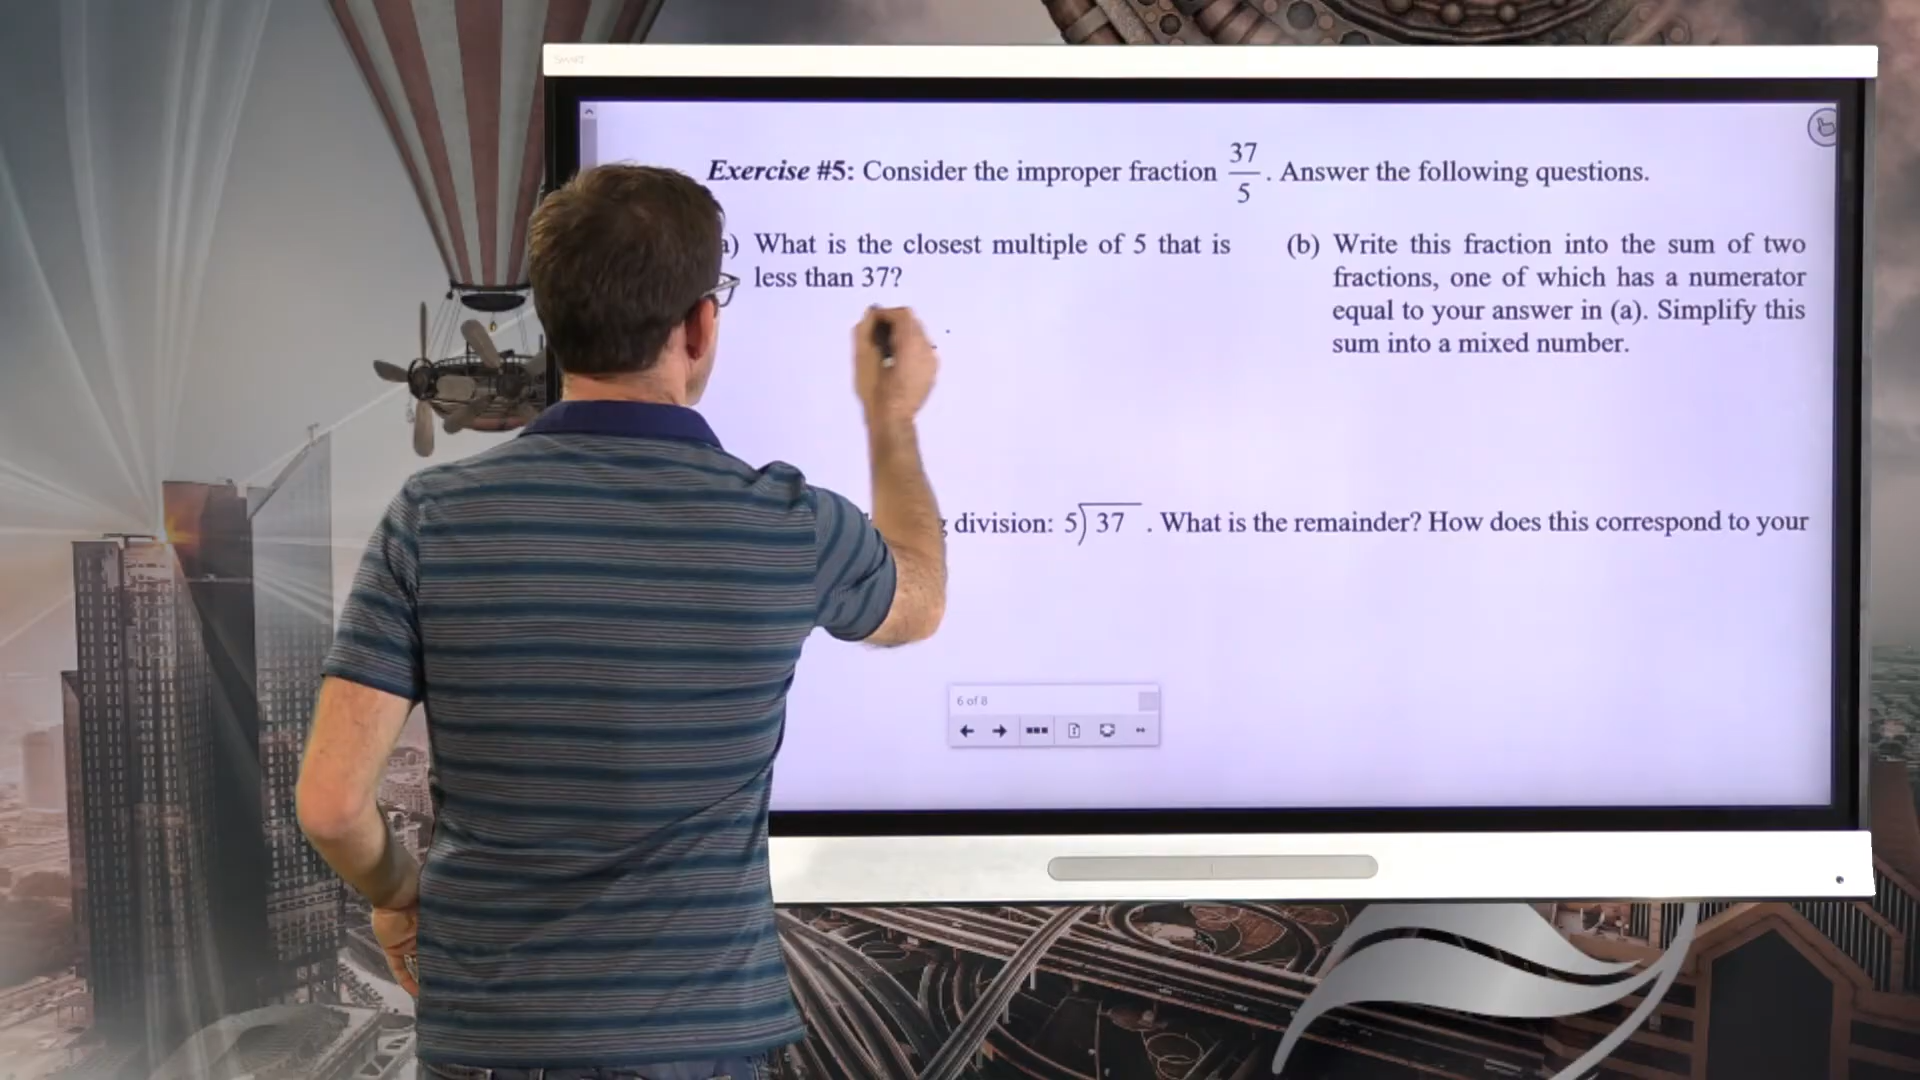 SMART
Exercise #5: Consider the improper fraction 37/5. Answer the following questions.
a) What is the closest multiple of 5 that is
less than 37?
(b) Write this fraction into the sum of two
fractions, one of which has a numerator
equal to your answer in (a). Simplify this
sum into a mixed number.
division: 5)37. What is the remainder? How does this correspond to your
6 of 8